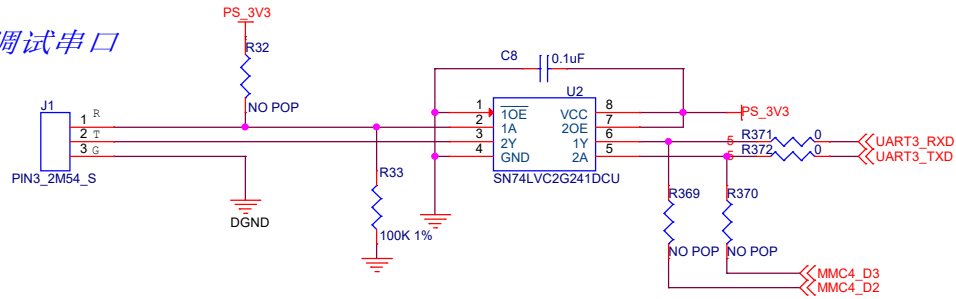 PS_3V3
调试串口
R32
NO POP
C8
0.1uF
U2
J1
1 R
2 T
3 G
PIN3_2M54_S
DGND
R33
100K 1%
1 1OE
2 1A
3 2Y
4 GND
VCC 8
2OE 7
1Y 6
2A 5
SN74LVC2G241DCU
PS_3V3
5 R371 0 UART3_RXD
5 R372 0 UART3_TXD
R369
R370
NO POP
NO POP
MMC4_D3
MMC4_D2